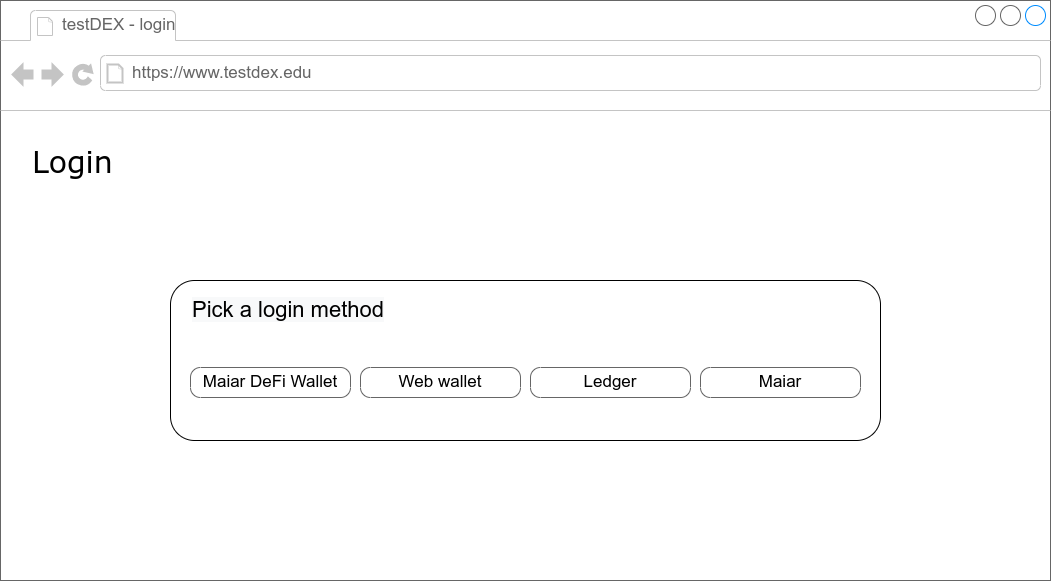 testDEX - login
https://www.testdex.edu
Login
Pick a login method
Maiar DeFi Wallet
Web wallet
Ledger
Maiar